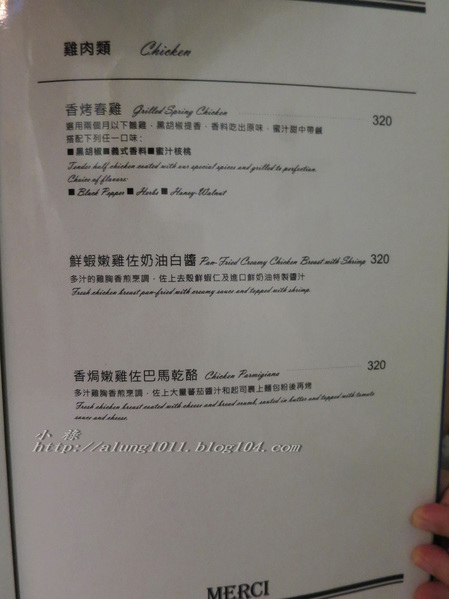 雞肉類 Chicken
香烤春雞 Grilled Spring Chicken 320
選用兩個月以下雛雞，黑胡椒提香，香料吃出原味，蜜汁甜中帶鹹
搭配下列任一口味：
■黑胡椒■義式香料■蜜汁核桃
Tender half chicken coated with our special spices and grilled to perfection.
Choice of flavors:
■ Black Pepper ■ Herbs ■ Honey-Walnut
鮮蝦嫩雞佐奶油白醬 Pan-Fried Creamy Chicken Breast with Shrimp 320
多汁的雞胸香煎烹調，佐上去殼鮮蝦仁及進口鮮奶油特製醬汁
Fresh chicken breast pan-fried with creamy sauce and topped with shrimp.
香焗嫩雞佐巴馬乾酪 Chicken Parmigiana 320
多汁雞胸香煎烹調，佐上大量蕃茄醬汁和起司裹上麵包粉後再烤
Fresh chicken breast coated with cheese and bread crumb, sauted in butter and topped with tomato
sauce and cheese.
http://alung1011.blog104.com
MERCI